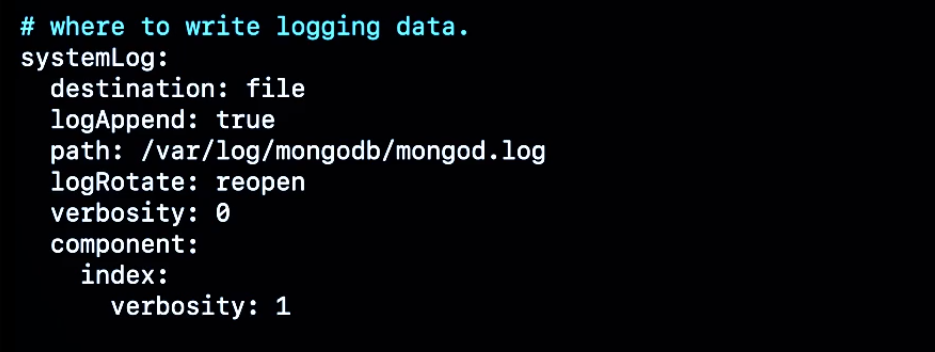 # where to write logging data.
systemLog:
  destination: file
  logAppend: true
  path: /var/log/mongodb/mongod.log
  logRotate: reopen
  verbosity: 0
  component:
    index:
      verbosity: 1